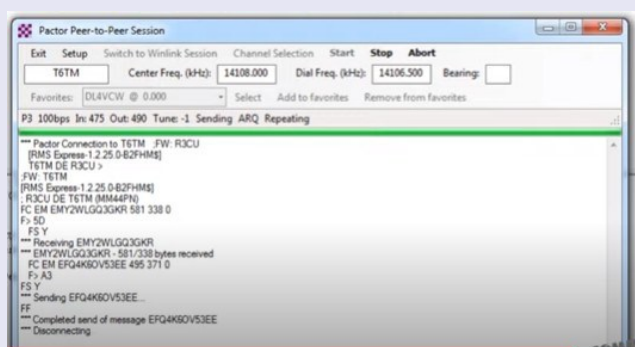 Pactor Peer-to-Peer Session
Exit Setup Switch to Winlink Session Channel Selection Start Stop Abort
T6TM Center Freq. (kHz): 14108.000 Dial Freq. (kHz): 14106.500 Bearing:
Favorites: DL4VCW @ 0.000 Select Add to favorites Remove from favorites
P3 100bps In: 475 Out: 490 Tune: -1 Sending ARQ Repeating
*** Pactor Connection to T6TM ;FW: R3CU
[RMS Express-1.2.25.0-B2FHM$]
T6TM DE R3CU >
;FW: T6TM
[RMS Express-1.2.25.0-B2FHM$]
; R3CU DE T6TM (MM44PN)
FC EM EMY2WLGQ3GKR 581 338 0
F> 5D
FS Y
*** Receiving EMY2WLGQ3GKR
*** EMY2WLGQ3GKR - 581/338 bytes received
FC EM EFQ4K6OV53EE 495 371 0
F> A3
FS Y
*** Sending EFQ4K6OV53EE...
FF
*** Completed send of message EFQ4K6OV53EE
*** Disconnecting